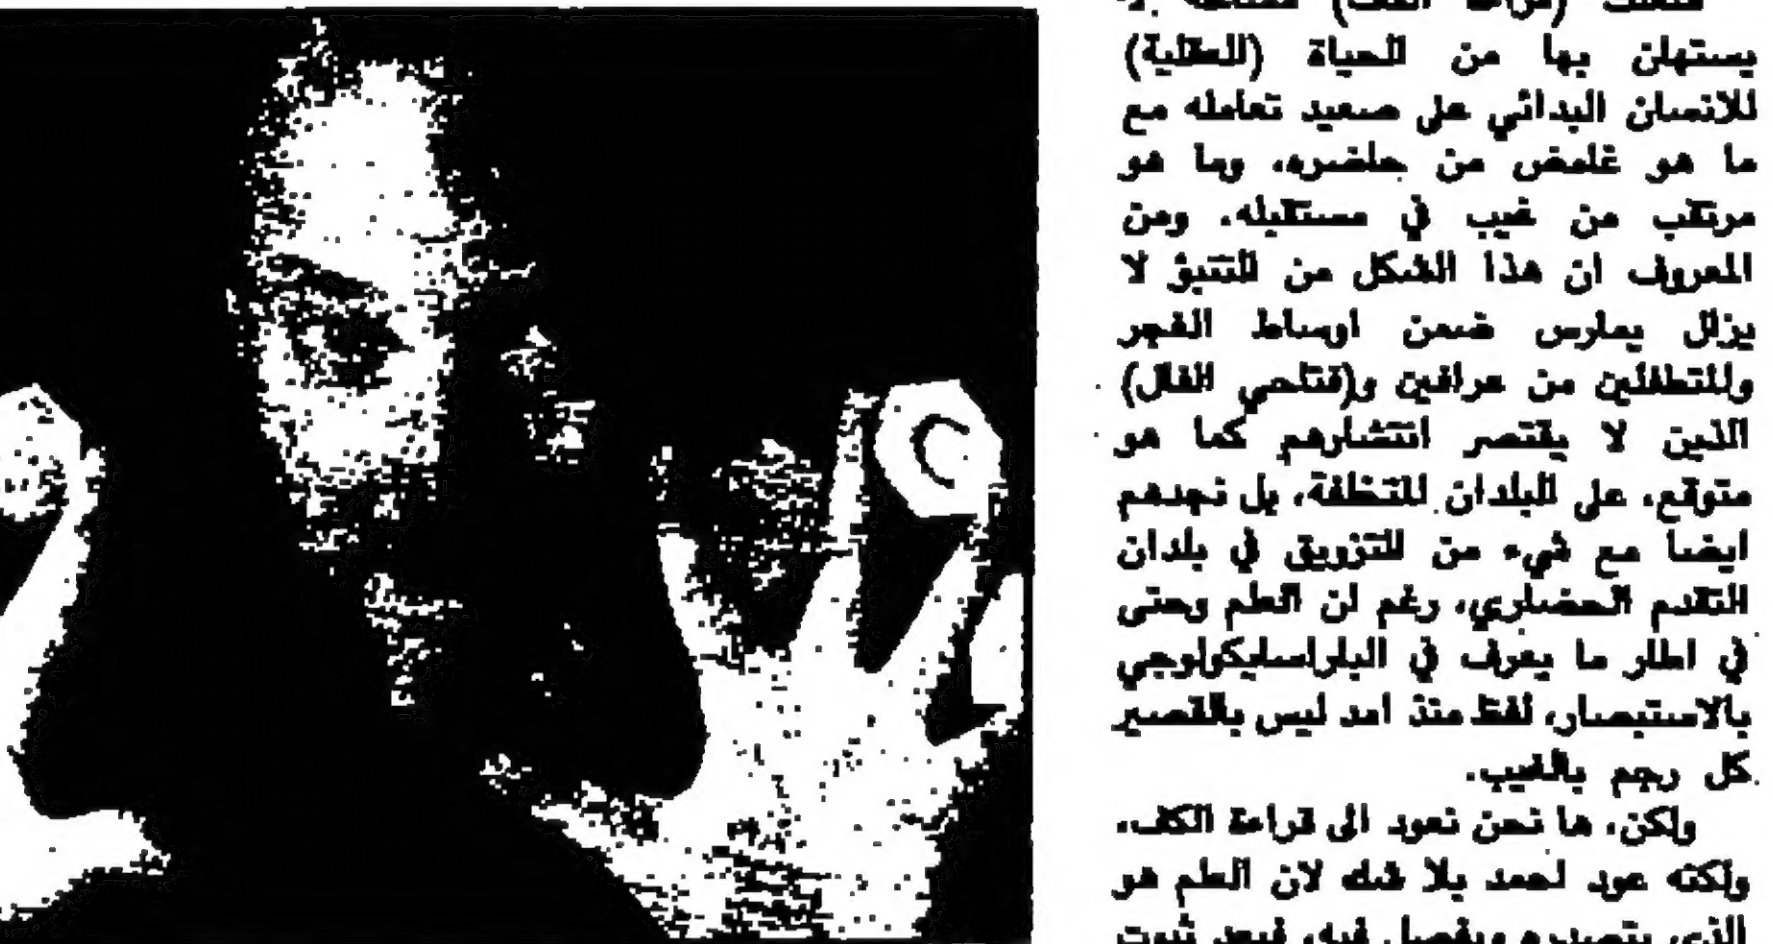 يستهان بها من الحياة (العقلية)
للانسان البدائي على صعيد تعامله مع
ما هو غامض من حاضره، وما هو
مرتقب من غيب في مستقبله. ومن
المعروف ان هذا الشكل من التنبؤ لا
يزال يمارس ضمن اوساط الغجر
والمتطفلين من عرافين و(فتاحي الفال)
الذين لا يقتصر انتشارهم كما هو
متوقع، على البلدان المتخلفة، بل نجدهم
ايضا مع شيء من التزويق في بلدان
التقدم الحضاري، رغم ان العلم وحتى
في اطار ما يعرف في الباراسايكولوجي
بالاستبصار، لفظ منذ امد ليس بالقصير
كل رجم بالغيب.
ولكن، ها نحن نعود الى قراءة الكف،
ولكنه عود احمد بلا شك لان العلم هو